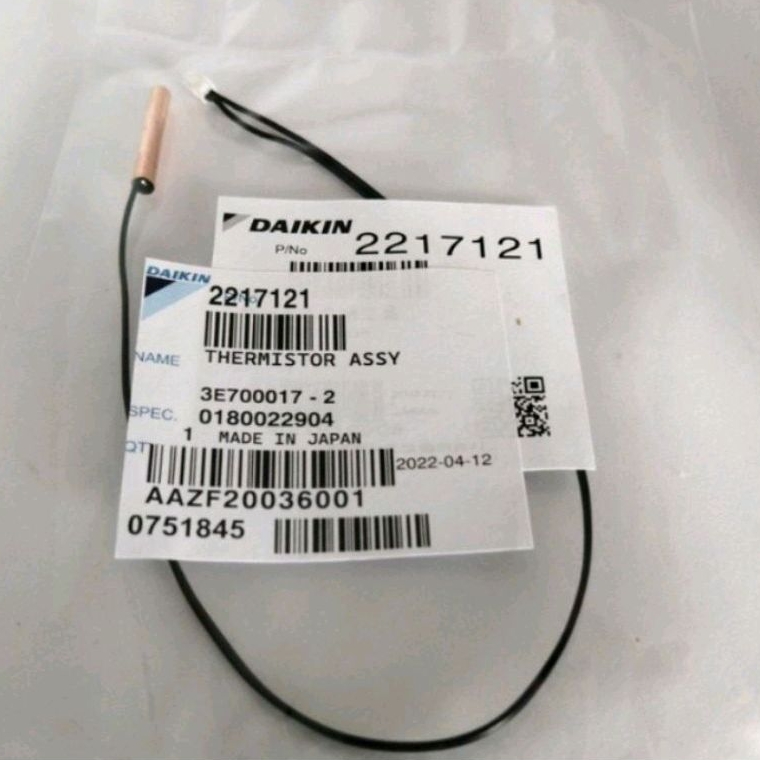 DAIKIN
P/No 2217121
DAIKIN
2217121
NAME THERMISTOR ASSY
3E700017 - 2
SPEC. 0180022904
QT 1 MADE IN JAPAN
2022-04-12
AAZF20036001
0751845